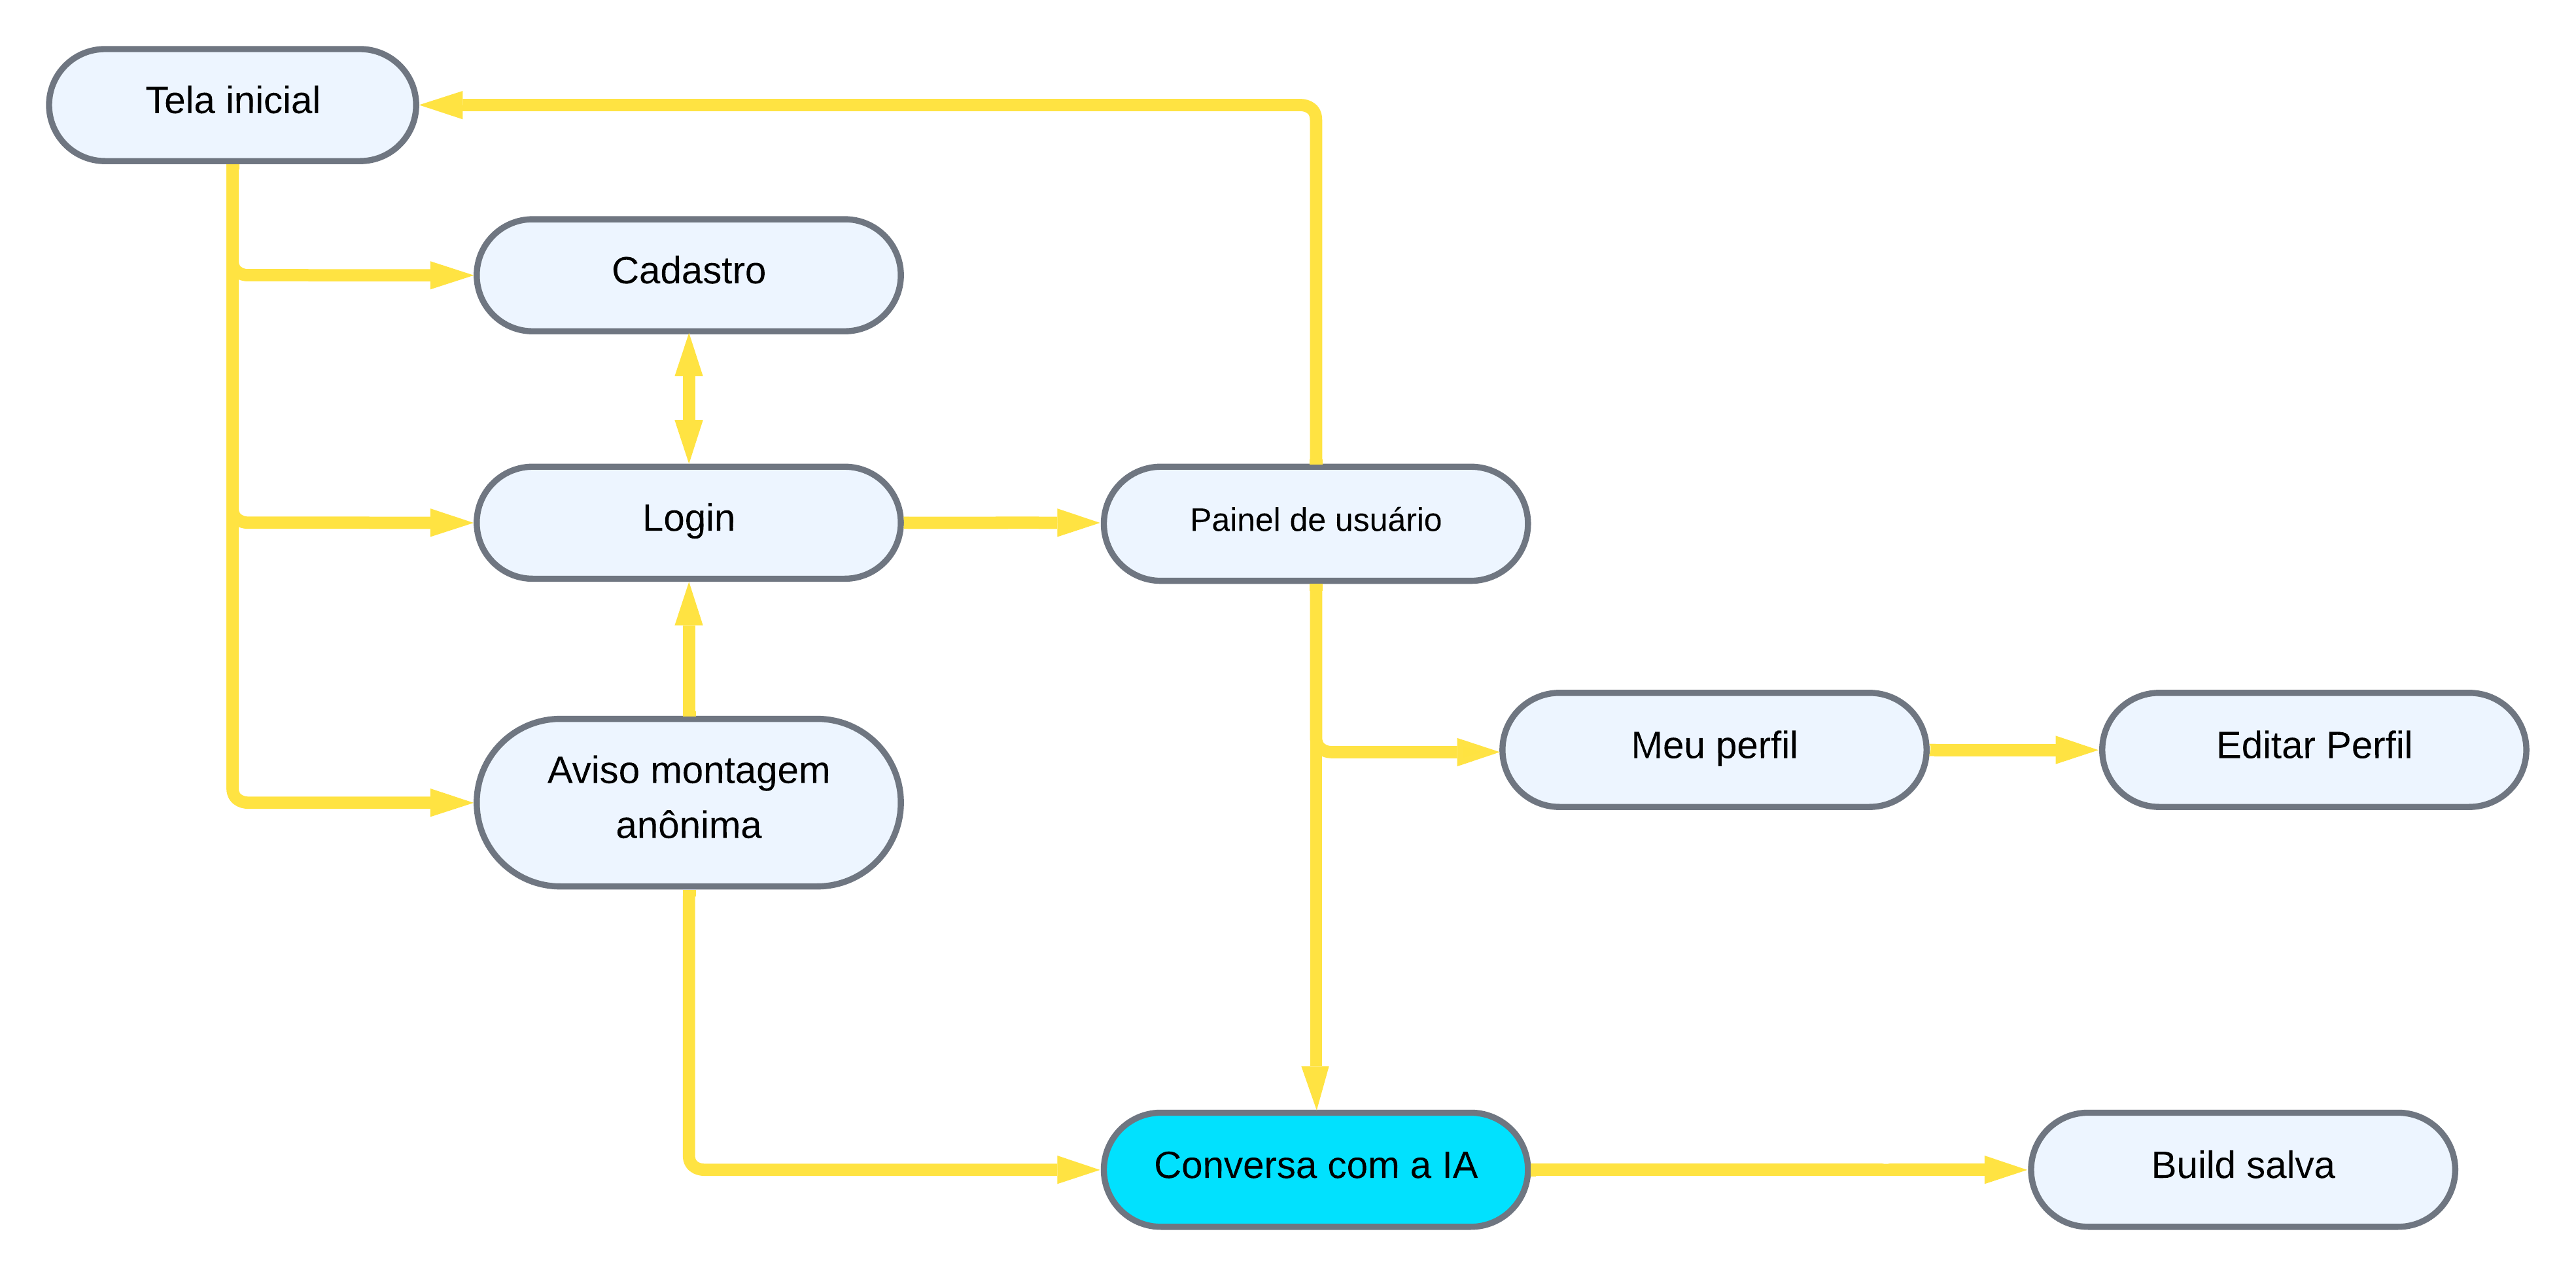 Tela inicial
Cadastro
Login
Painel de usuário
Meu perfil
Editar Perfil
Aviso montagem
anônima
Conversa com a IA
Build salva